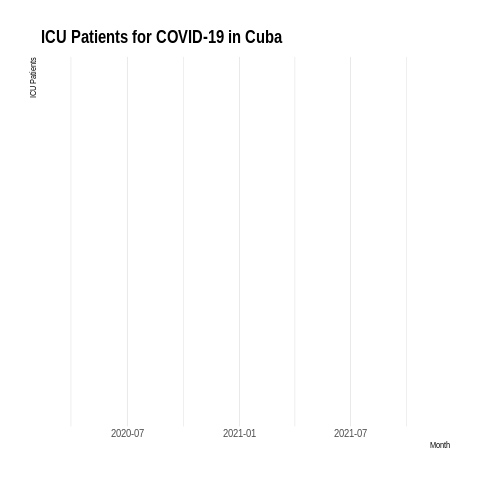 ICU Patients for COVID-19 in Cuba
ICU Patients
2020-07 2021-01 2021-07
Month